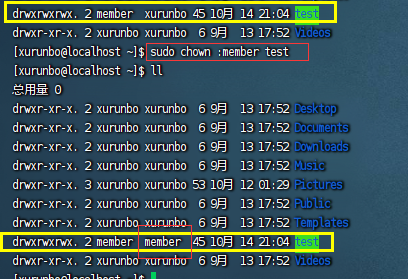 drwxrwxrwx. 2 member xurunbo 45 10月 14 21:04 test
drwxr-xr-x. 2 xurunbo xurunbo 6 9月 13 17:52 Videos
[xurunbo@localhost ~]$ sudo chown :member test
[xurunbo@localhost ~]$ ll
总用量 0
drwxr-xr-x. 2 xurunbo xurunbo 6 9月 13 17:52 Desktop
drwxr-xr-x. 2 xurunbo xurunbo 6 9月 13 17:52 Documents
drwxr-xr-x. 2 xurunbo xurunbo 6 9月 13 17:52 Downloads
drwxr-xr-x. 2 xurunbo xurunbo 6 9月 13 17:52 Music
drwxr-xr-x. 3 xurunbo xurunbo 53 10月 12 01:29 Pictures
drwxr-xr-x. 2 xurunbo xurunbo 6 9月 13 17:52 Public
drwxr-xr-x. 2 xurunbo xurunbo 6 9月 13 17:52 Templates
drwxrwxrwx. 2 member member 45 10月 14 21:04 test
drwxr-xr-x. 2 xurunbo xurunbo 6 9月 13 17:52 Videos
[xurunbo@localhost ~]$